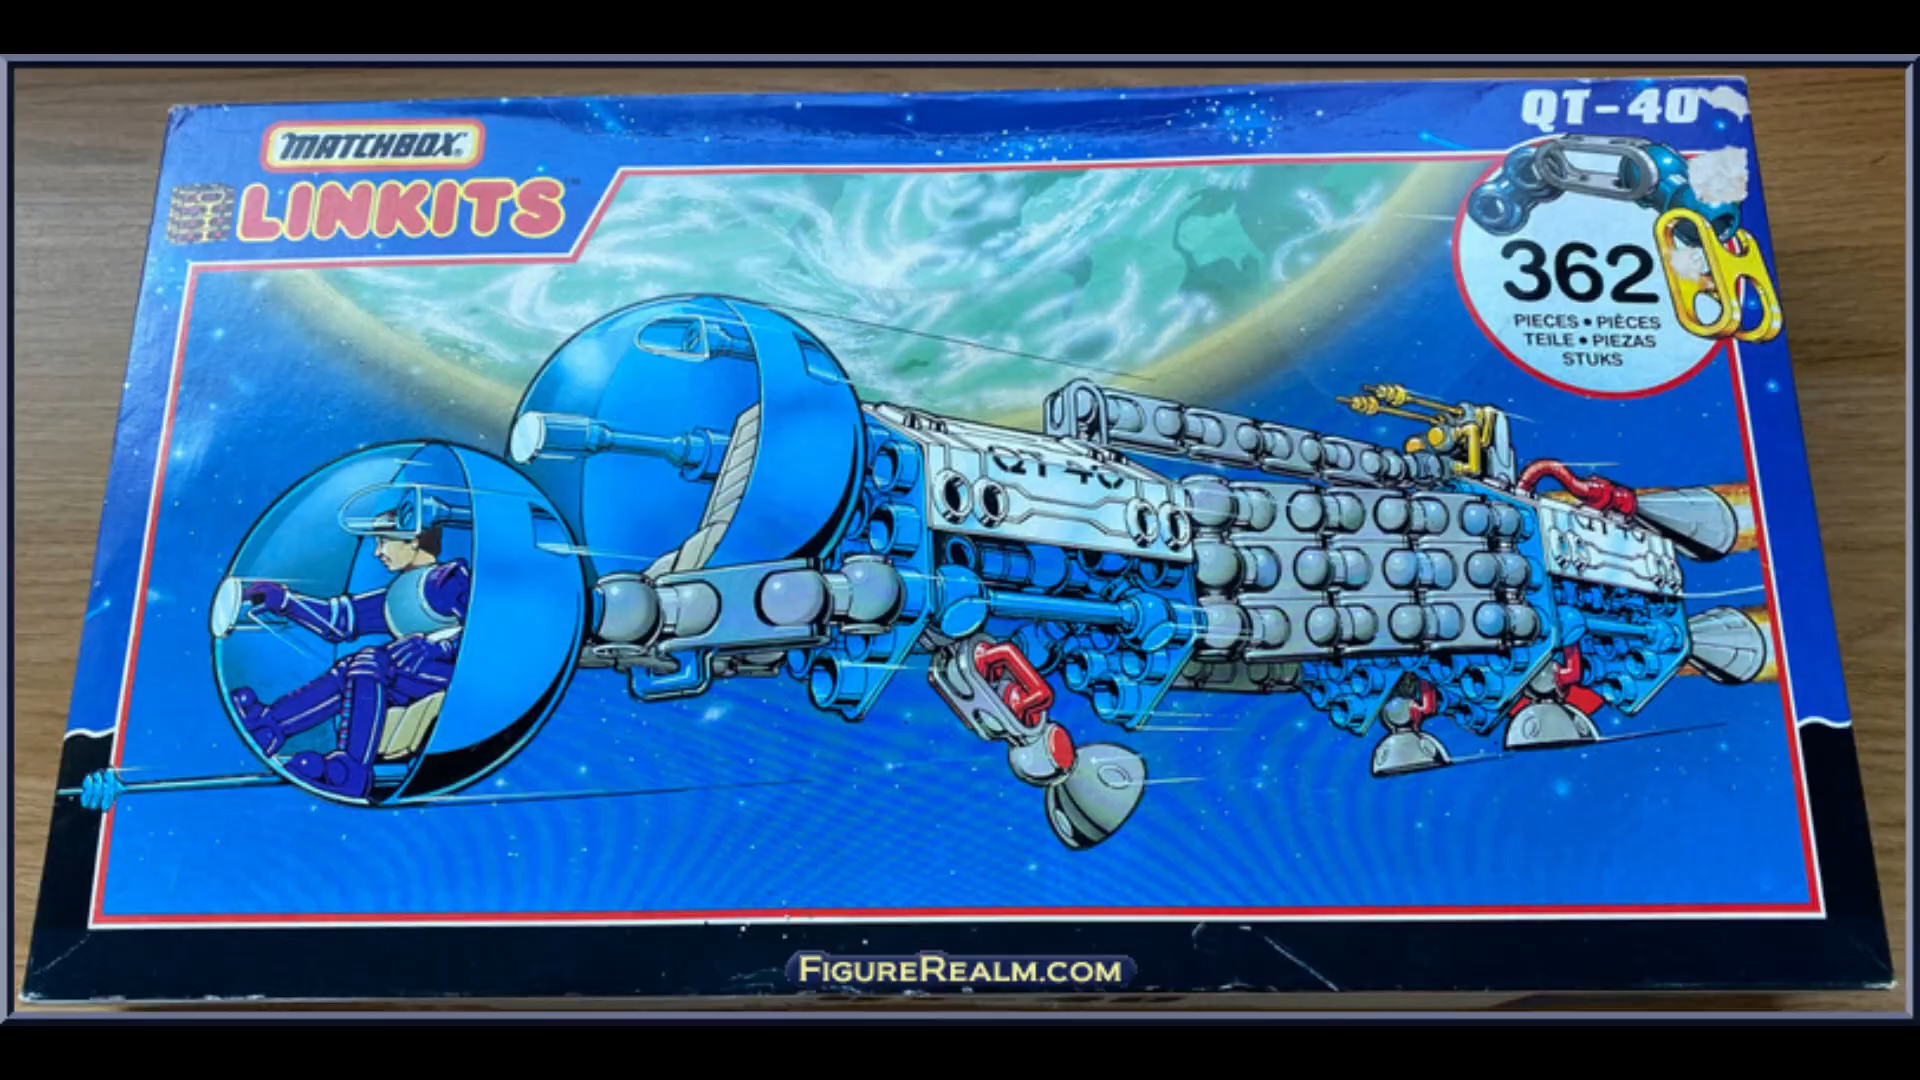 QT-40
MATCHBOX
LINKITS
362
PIECES • PIÈCES
TEILE • PIEZAS
STUKS
QT 40
FIGUREREALM.COM